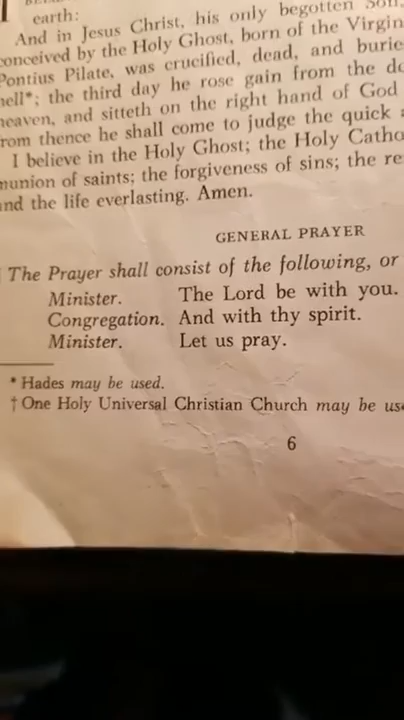 earth:
And in Jesus Christ, his only begotten Son,
conceived by the Holy Ghost, born of the Virgin
Pontius Pilate, was crucified, dead, and burie
hell*; the third day he rose gain from the de
heaven, and sitteth on the right hand of God
rom thence he shall come to judge the quick a
I believe in the Holy Ghost; the Holy Catho
munion of saints; the forgiveness of sins; the re
and the life everlasting. Amen.
GENERAL PRAYER
The Prayer shall consist of the following, or
Minister. The Lord be with you.
Congregation. And with thy spirit.
Minister. Let us pray.
* Hades may be used.
† One Holy Universal Christian Church may be use
6